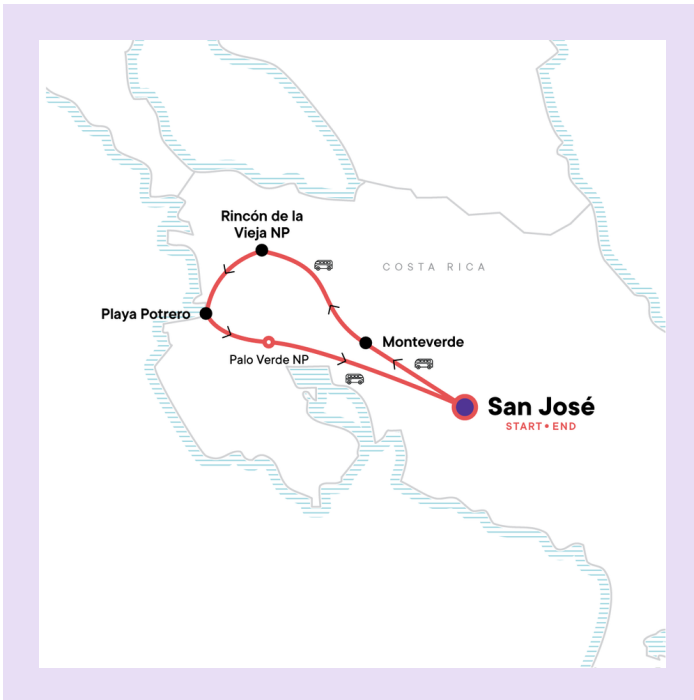 Rincón de la
Vieja NP
COSTA RICA
Playa Potrero
Monteverde
Palo Verde NP
San José
START • END